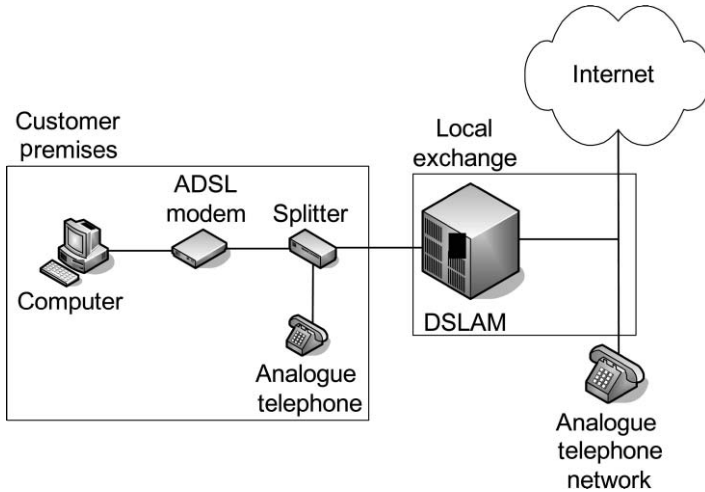 Internet
Customer
premises
Local
exchange
ADSL
modem
Splitter
Computer
DSLAM
Analogue
telephone
Analogue
telephone
network